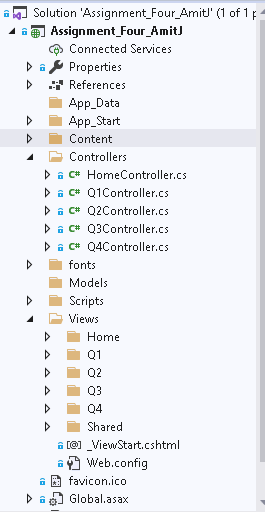 Solution 'Assignment_Four_AmitJ' (1 of 1 p
Assignment_Four_AmitJ
Connected Services
Properties
References
App_Data
App_Start
Content
Controllers
C# HomeController.cs
C# Q1Controller.cs
C# Q2Controller.cs
C# Q3Controller.cs
C# Q4Controller.cs
fonts
Models
Scripts
Views
Home
Q1
Q2
Q3
Q4
Shared
[@] _ViewStart.cshtml
Web.config
favicon.ico
Global.asax